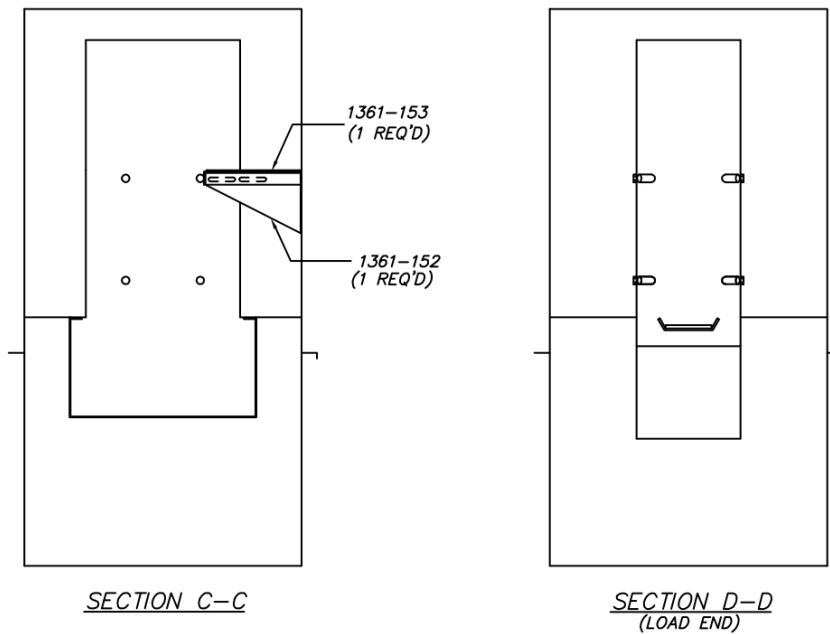 1361-153
(1 REQ'D)
1361-152
(1 REQ'D)
SECTION C-C
SECTION D-D
(LOAD END)